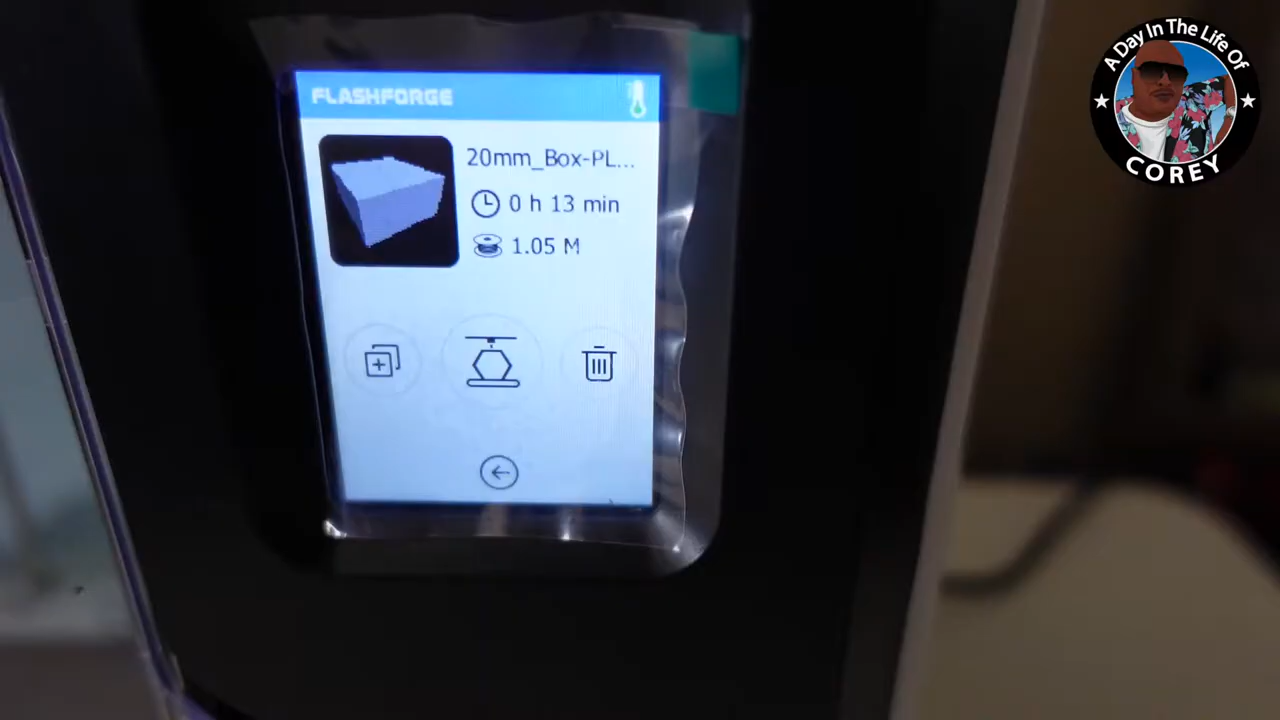 FLASHFORGE
20mm_Box-PL...
0 h 13 min
1.05 M
A Day In The Life Of
COREY